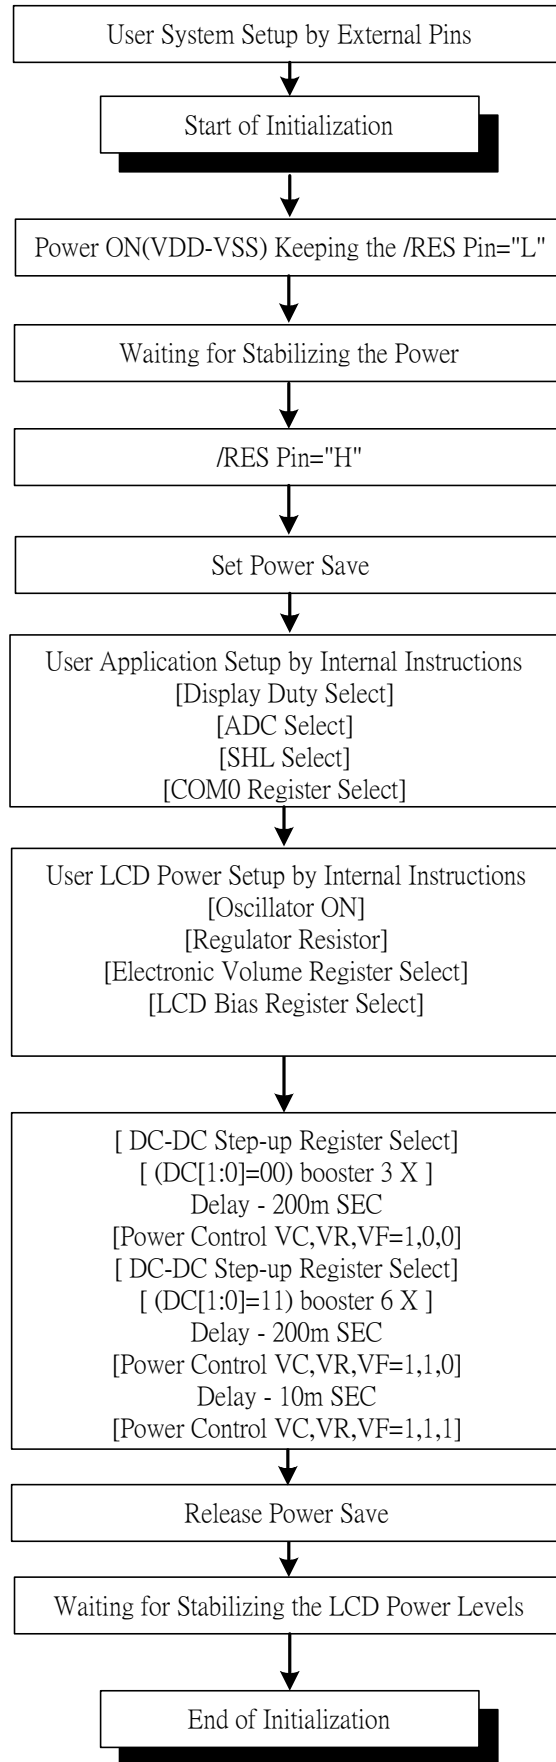 User System Setup by External Pins
Start of Initialization
Power ON(VDD-VSS) Keeping the /RES Pin="L"
Waiting for Stabilizing the Power
/RES Pin="H"
Set Power Save
User Application Setup by Internal Instructions
[Display Duty Select]
[ADC Select]
[SHL Select]
[COM0 Register Select]
User LCD Power Setup by Internal Instructions
[Oscillator ON]
[Regulator Resistor]
[Electronic Volume Register Select]
[LCD Bias Register Select]
[ DC-DC Step-up Register Select]
[ (DC[1:0]=00) booster 3 X ]
Delay - 200m SEC
[Power Control VC,VR,VF=1,0,0]
[ DC-DC Step-up Register Select]
[ (DC[1:0]=11) booster 6 X ]
Delay - 200m SEC
[Power Control VC,VR,VF=1,1,0]
Delay - 10m SEC
[Power Control VC,VR,VF=1,1,1]
Release Power Save
Waiting for Stabilizing the LCD Power Levels
End of Initialization